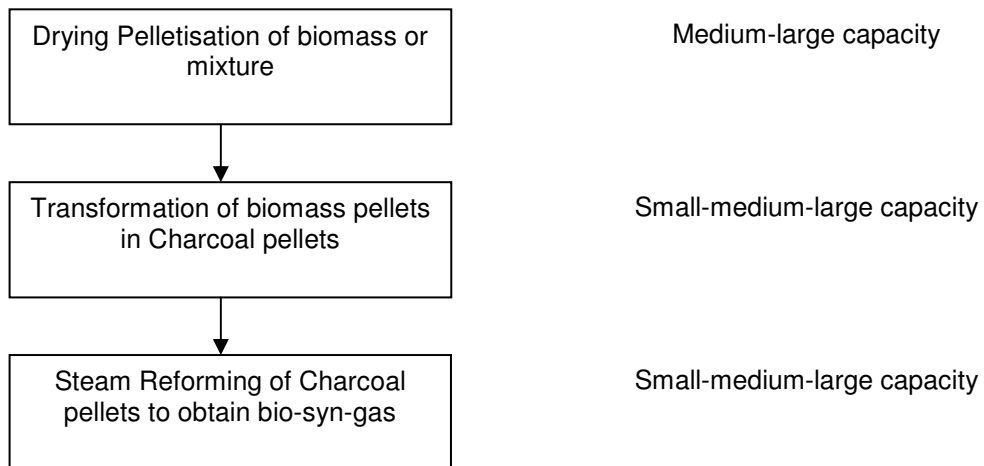 Drying Pelletisation of biomass or
mixture
Medium-large capacity
Transformation of biomass pellets
in Charcoal pellets
Small-medium-large capacity
Steam Reforming of Charcoal
pellets to obtain bio-syn-gas
Small-medium-large capacity